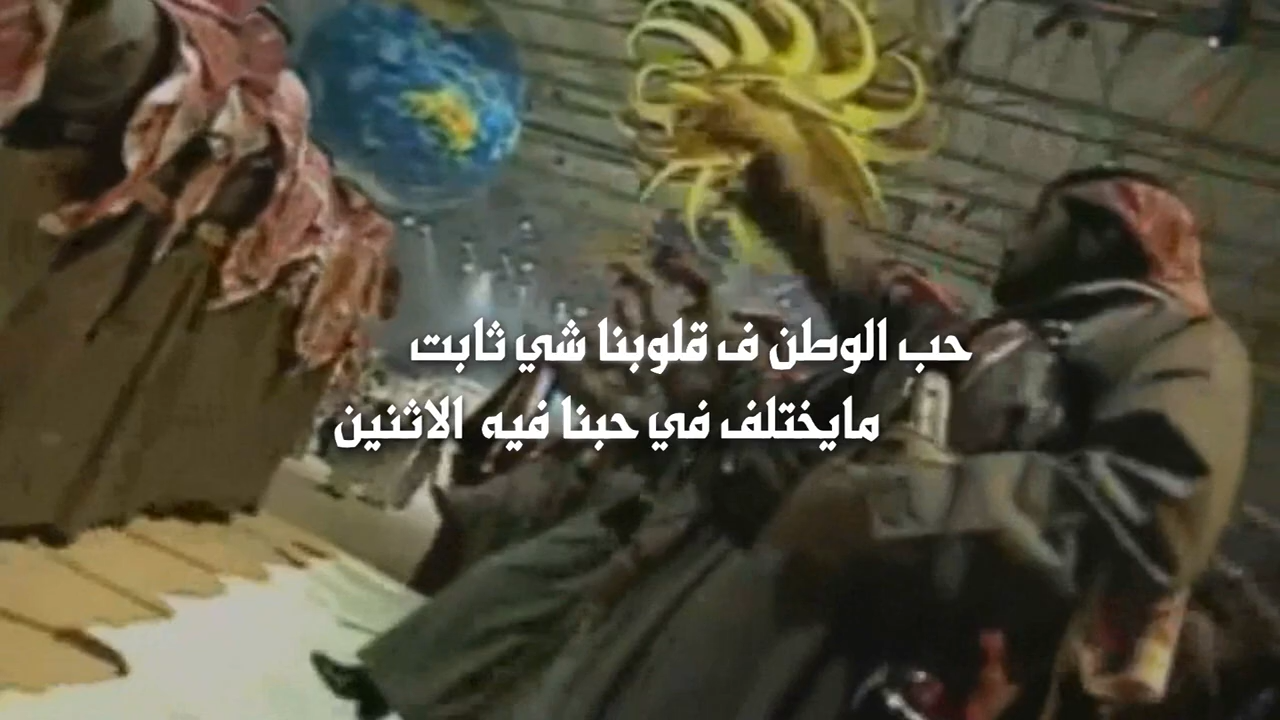 حب الوطن ف قلوبنا شي ثابت
مايختلف في حبنا فيه الاثنين